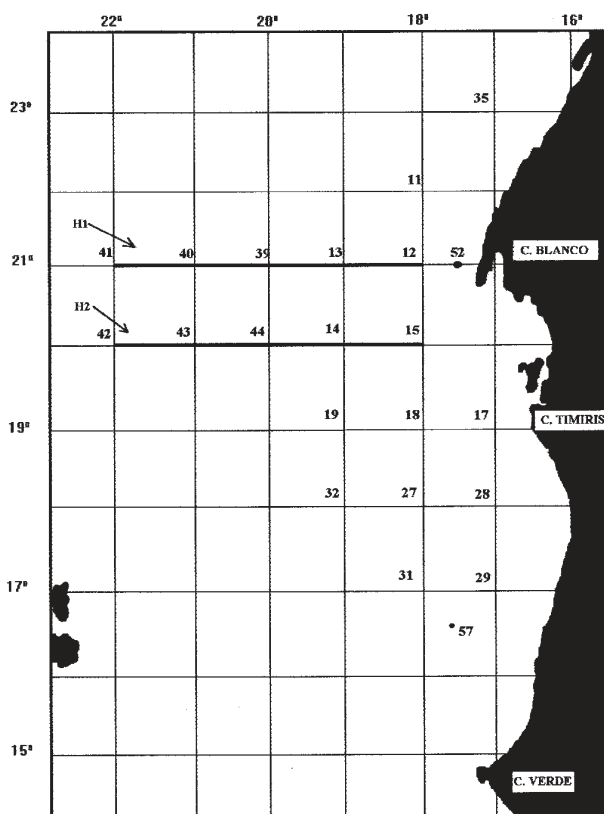 22° 20° 18° 16°
23° 35
11
H1
41 40 39 13 12 52
21° C. BLANCO
H2
42 43 44 14 15
19° 19 18 17 C. TIMIRIS
32 27 28
17° 31 29
57
15°
C. VERDE